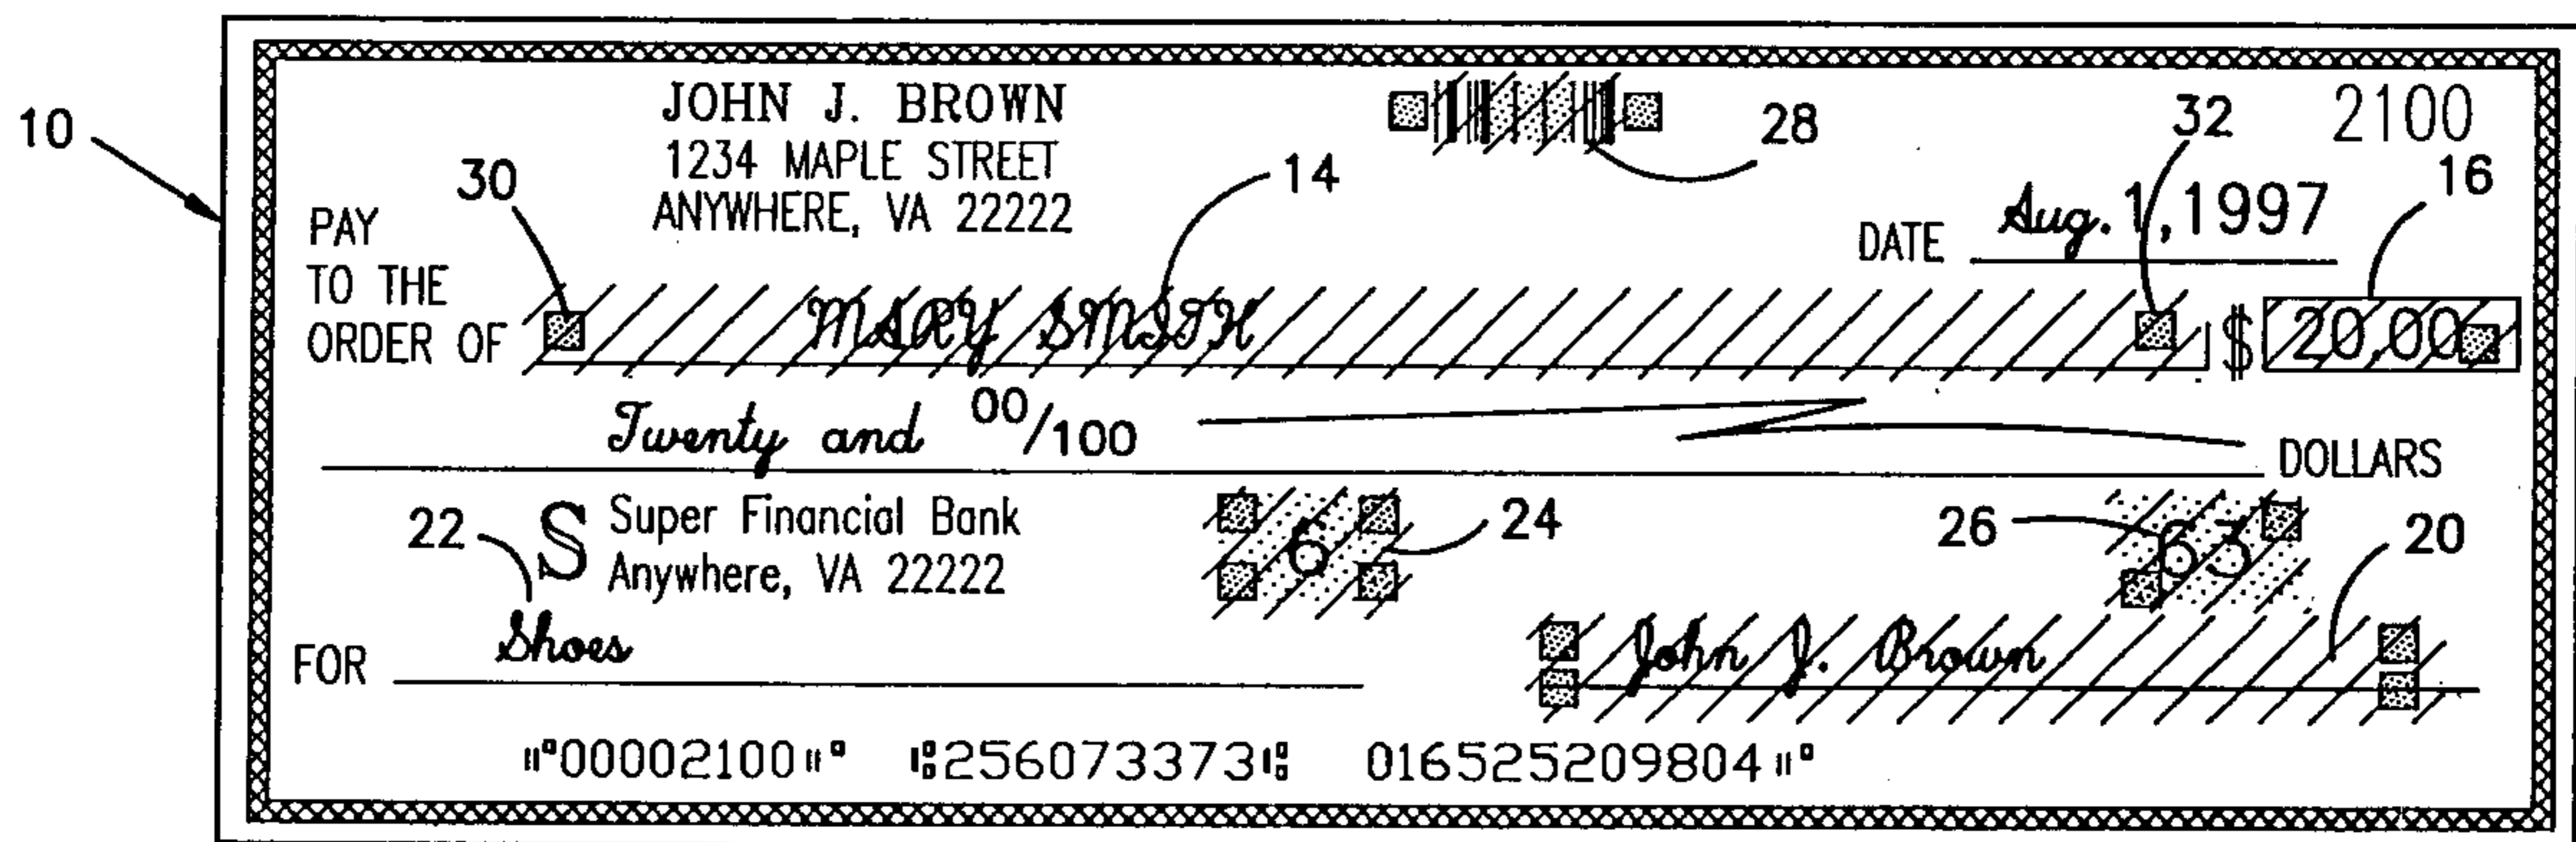 JOHN J. BROWN 2100
1234 MAPLE STREET
ANYWHERE, VA 22222
10
28
32
30
14
16
DATE Aug. 1, 1997
PAY
TO THE
ORDER OF MARY SMITH $ 20.00
Twenty and 00/100 DOLLARS
22
S Super Financial Bank
Anywhere, VA 22222
6
24
26
63
20
FOR Shoes John J. Brown
⑈00002100⑈ ⑆256073373⑆ 016525209804⑈